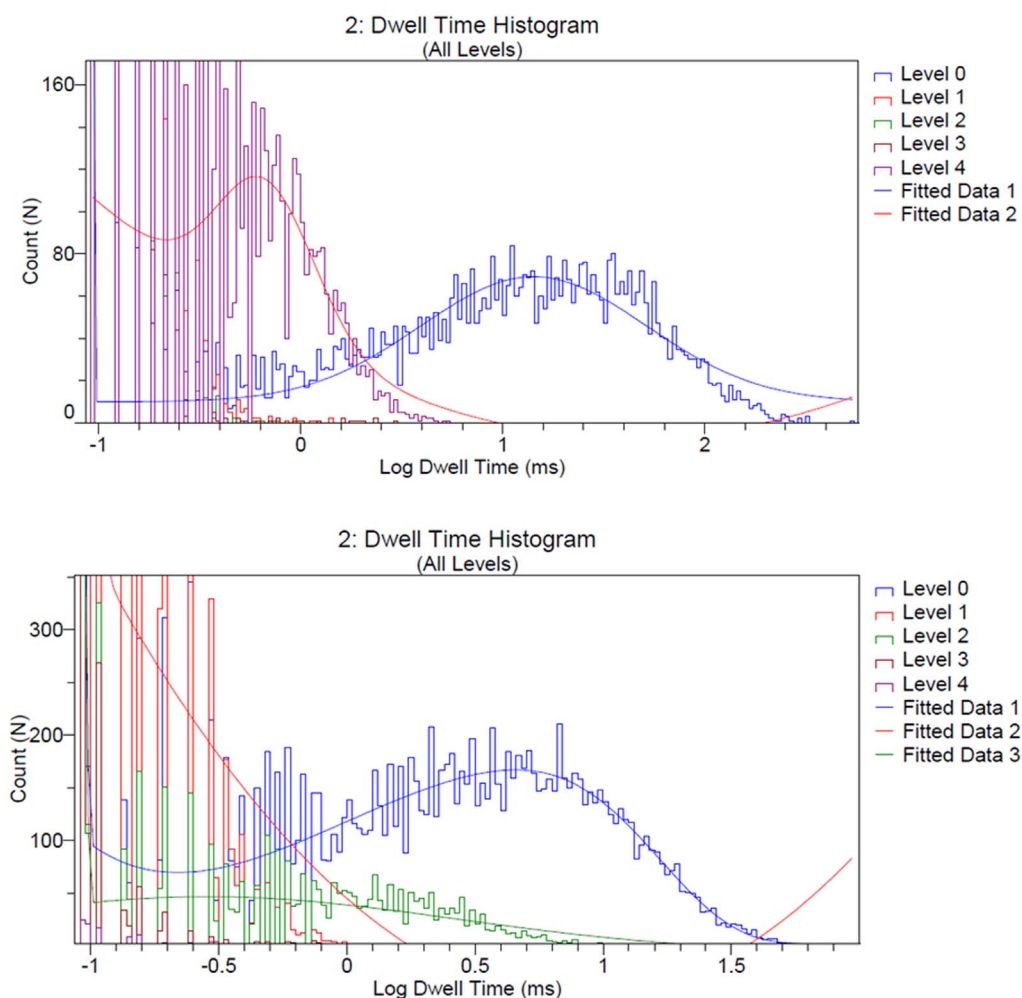 2: Dwell Time Histogram
(All Levels)
160
80
0
Count (N)
-1 0 1 2
Log Dwell Time (ms)
Level 0
Level 1
Level 2
Level 3
Level 4
Fitted Data 1
Fitted Data 2
2: Dwell Time Histogram
(All Levels)
300
200
100
Count (N)
-1 -0.5 0 0.5 1 1.5
Log Dwell Time (ms)
Level 0
Level 1
Level 2
Level 3
Level 4
Fitted Data 1
Fitted Data 2
Fitted Data 3